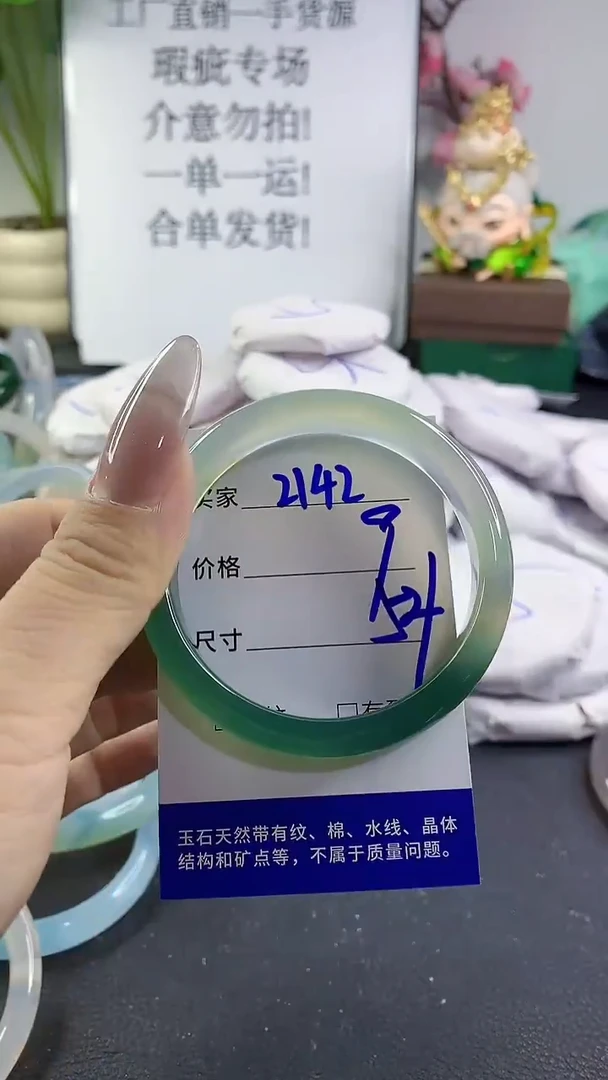 工厂直销一手货源
瑕疵专场
介意勿拍!
一单一运!
合单发货!
买家 2142
价格
尺寸 54
玉石天然带有纹、棉、水线、晶体
结构和矿点等，不属于质量问题。